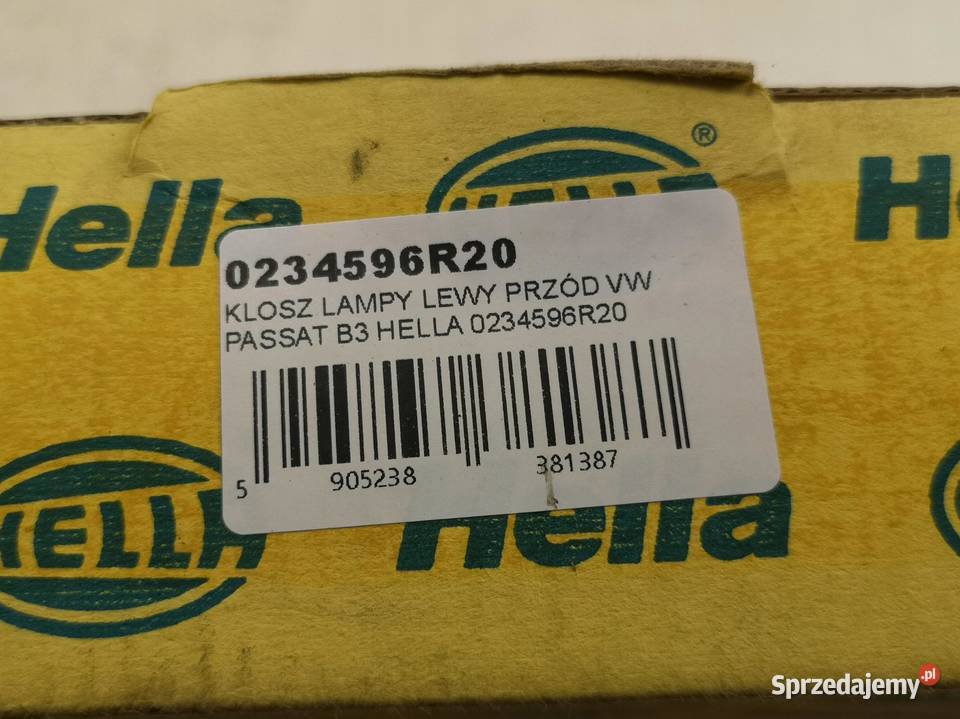 HELLA ®
Hella
H
0234596R20
KLOSZ LAMPY LEWY PRZÓD VW
PASSAT B3 HELLA 0234596R20
5 905238 381387
HELLA
Hella
Sprzedajemy.pl